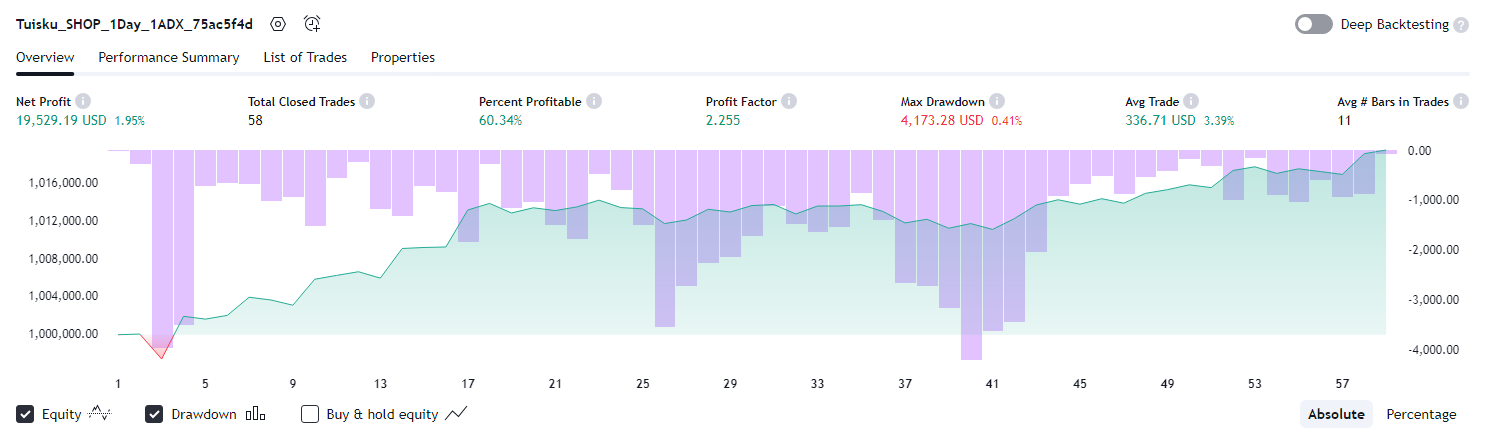 Tuisku_SHOP_1Day_1ADX_75ac5f4d Deep Backtesting ?
Overview Performance Summary List of Trades Properties
Net Profit Total Closed Trades Percent Profitable Profit Factor Max Drawdown Avg Trade Avg # Bars in Trades
19,529.19 USD 1.95% 58 60.34% 2.255 4,173.28 USD 0.41% 336.71 USD 3.39% 11
0.00
1,016,000.00
-1,000.00
1,012,000.00
-2,000.00
1,008,000.00
1,004,000.00
-3,000.00
1,000,000.00
-4,000.00
1 5 9 13 17 21 25 29 33 37 41 45 49 53 57
Equity Drawdown Buy & hold equity Absolute Percentage